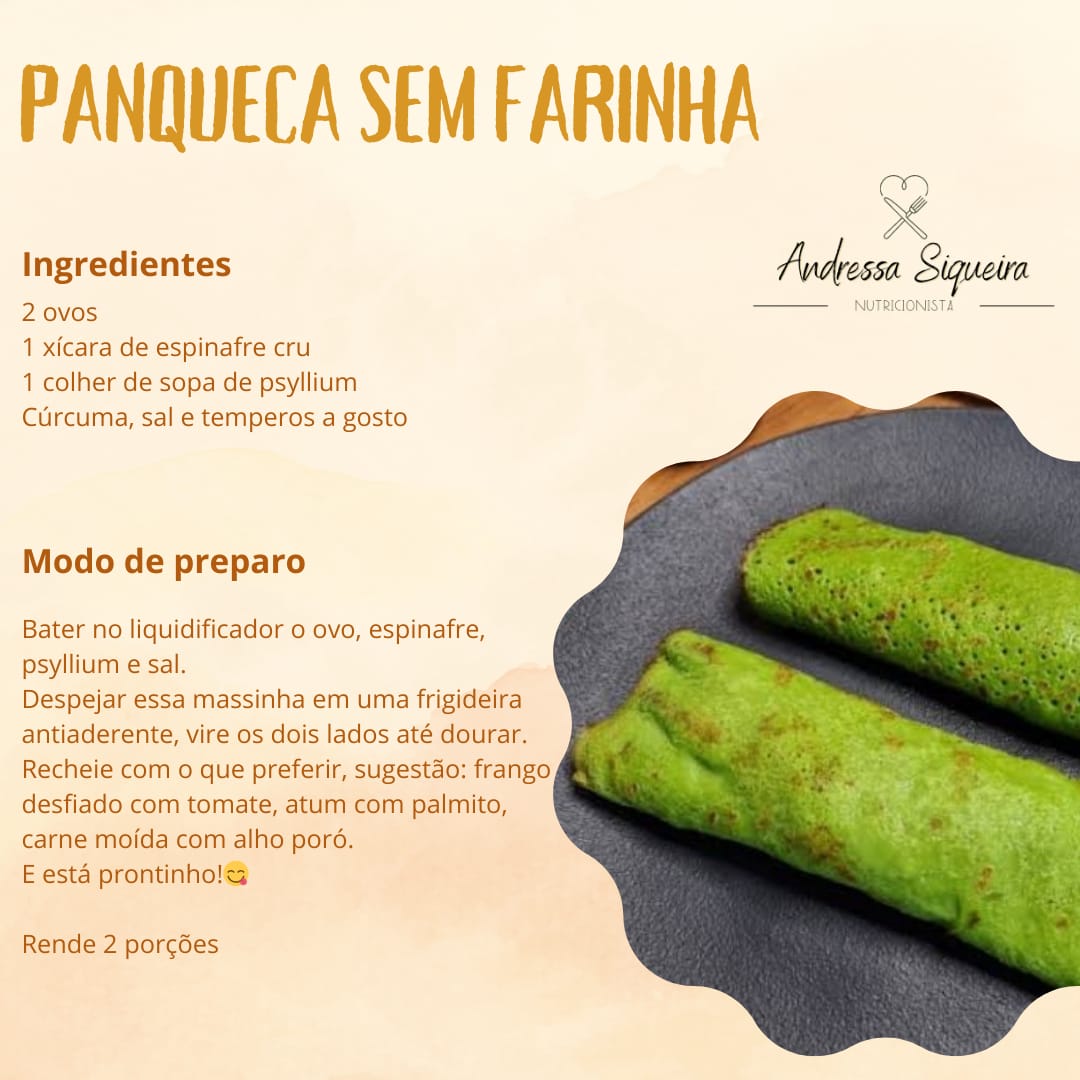 PANQUECA SEM FARINHA
Andressa Siqueira
NUTRICIONISTA
Ingredientes
2 ovos
1 xícara de espinafre cru
1 colher de sopa de psyllium
Cúrcuma, sal e temperos a gosto
Modo de preparo
Bater no liquidificador o ovo, espinafre,
psyllium e sal.
Despejar essa massinha em uma frigideira
antiaderente, vire os dois lados até dourar.
Recheie com o que preferir, sugestão: frango
desfiado com tomate, atum com palmito,
carne moída com alho poró.
E está prontinho!😋
Rende 2 porções